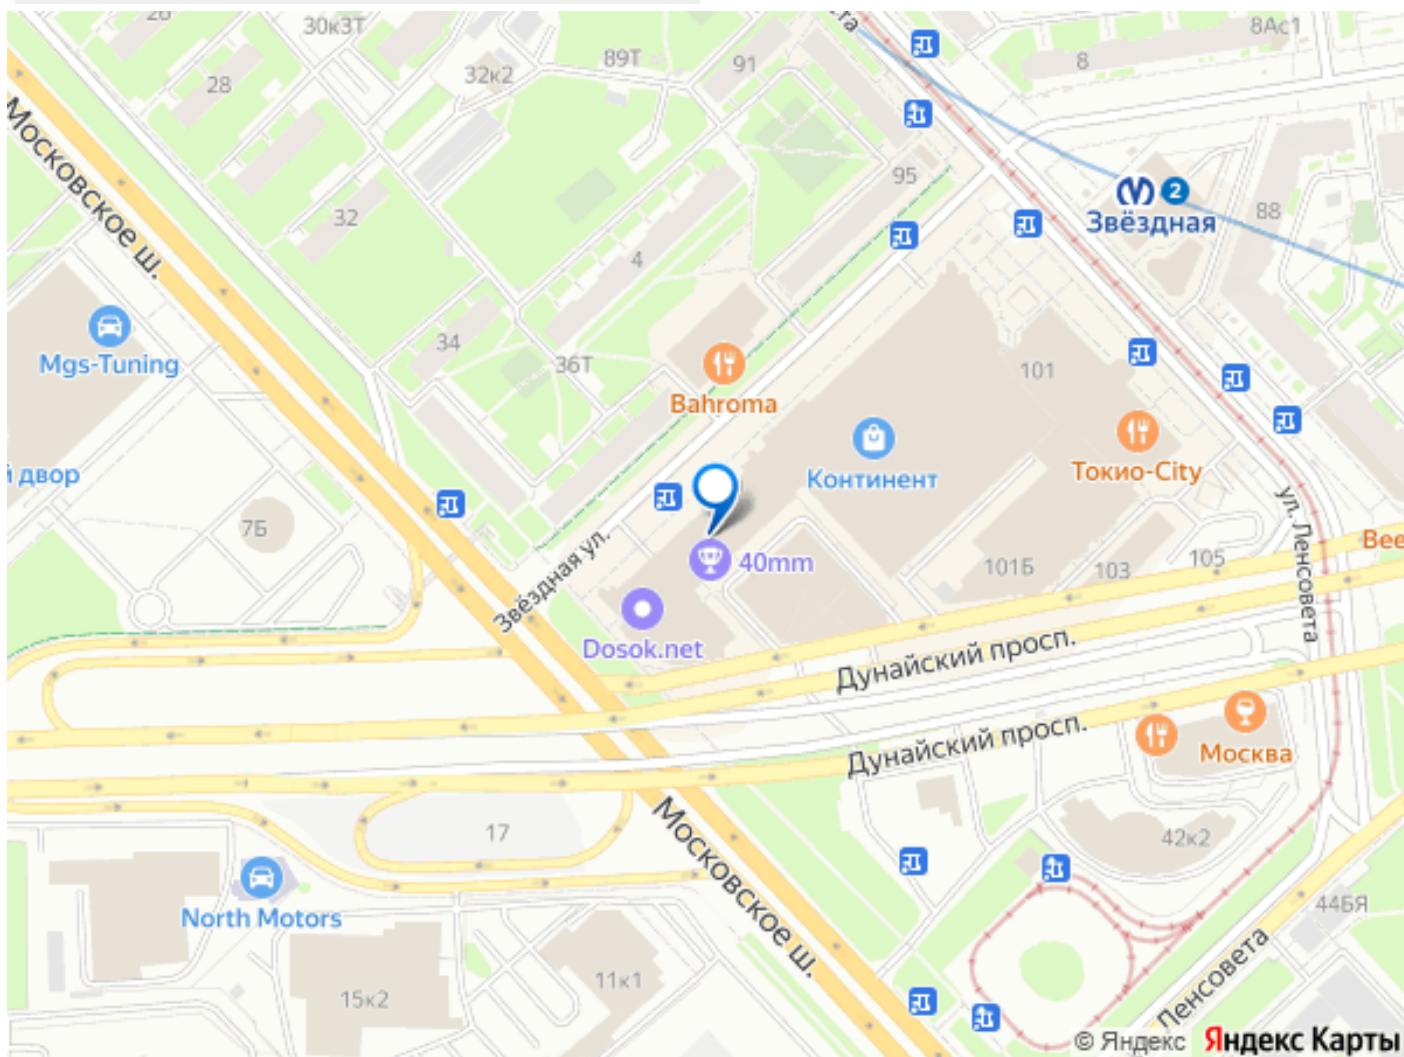 30к3Т
8Ас1
28
32к2
89Т
91
8
Московское ш.
95
32
2
Звёздная
88
4
Mgs-Tuning
34
36Т
Bahroma
101
Континент
Токио-City
й двор
7Б
ул. Ленсовета
Звёздная ул.
40mm
101Б
103
105
Bee
Dosok.net
Дунайский просп.
Дунайский просп.
Москва
17
Московское ш.
42к2
North Motors
44БЯ
11к1
15к2
Ленсовета
© Яндекс Яндекс Карты